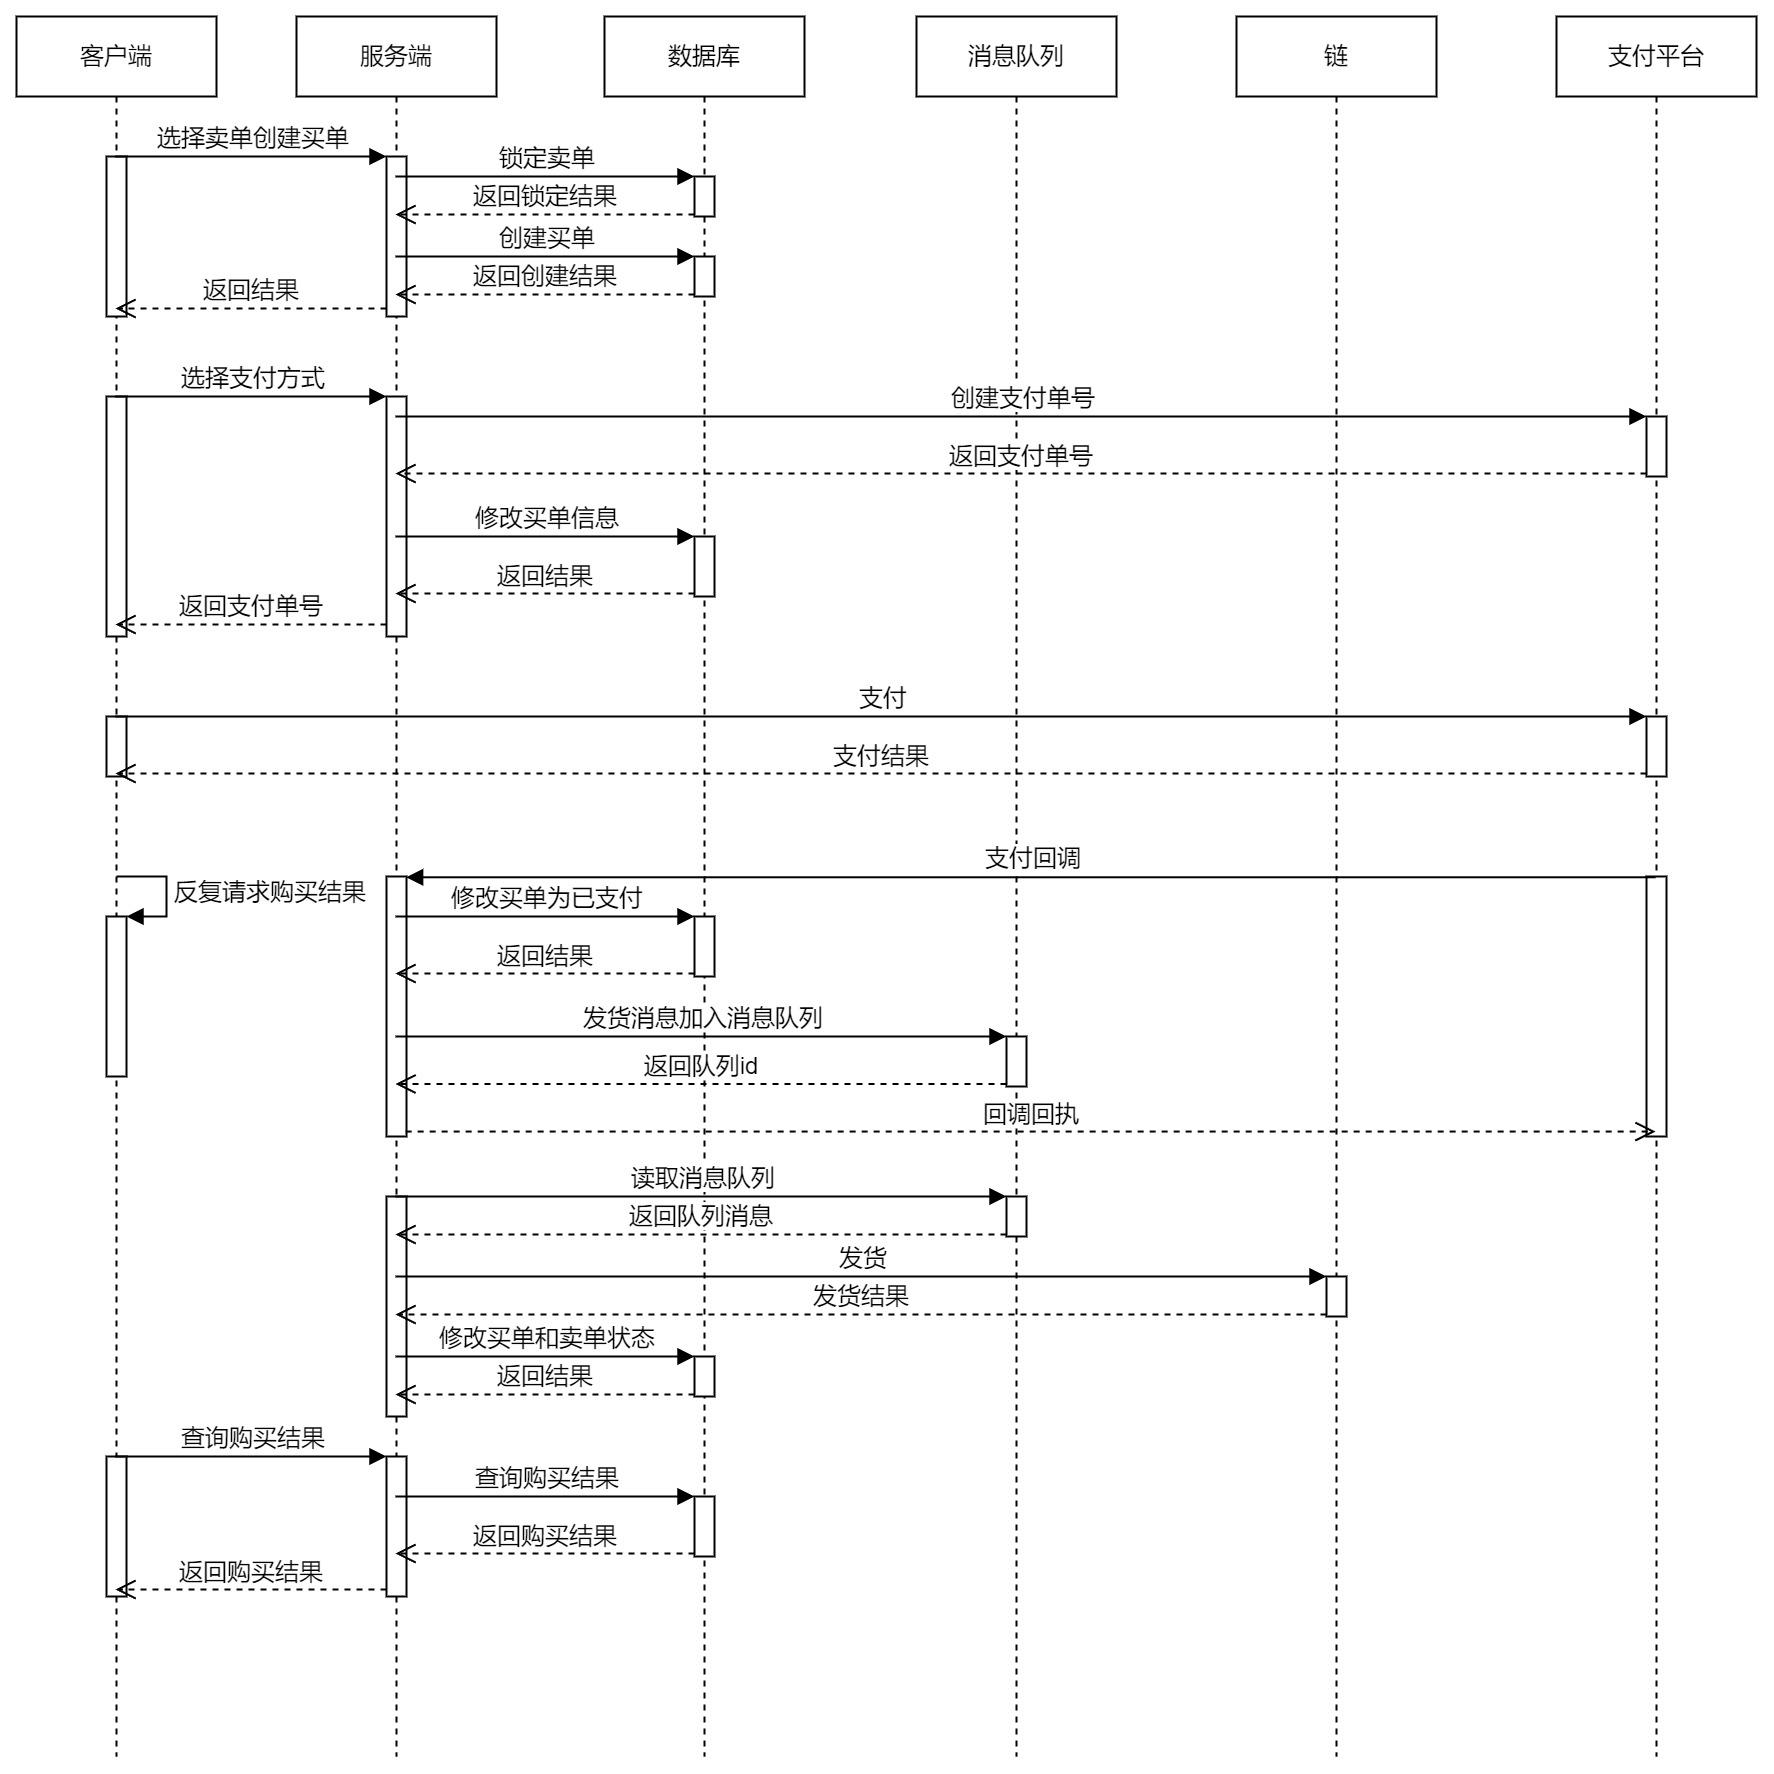 客户端
服务端
数据库
消息队列
链
支付平台
选择卖单创建买单
锁定卖单
返回锁定结果
创建买单
返回创建结果
返回结果
选择支付方式
创建支付单号
返回支付单号
修改买单信息
返回结果
返回支付单号
支付
支付结果
支付回调
反复请求购买结果
修改买单为已支付
返回结果
发货消息加入消息队列
返回队列id
回调回执
读取消息队列
返回队列消息
发货
发货结果
修改买单和卖单状态
返回结果
查询购买结果
查询购买结果
返回购买结果
返回购买结果